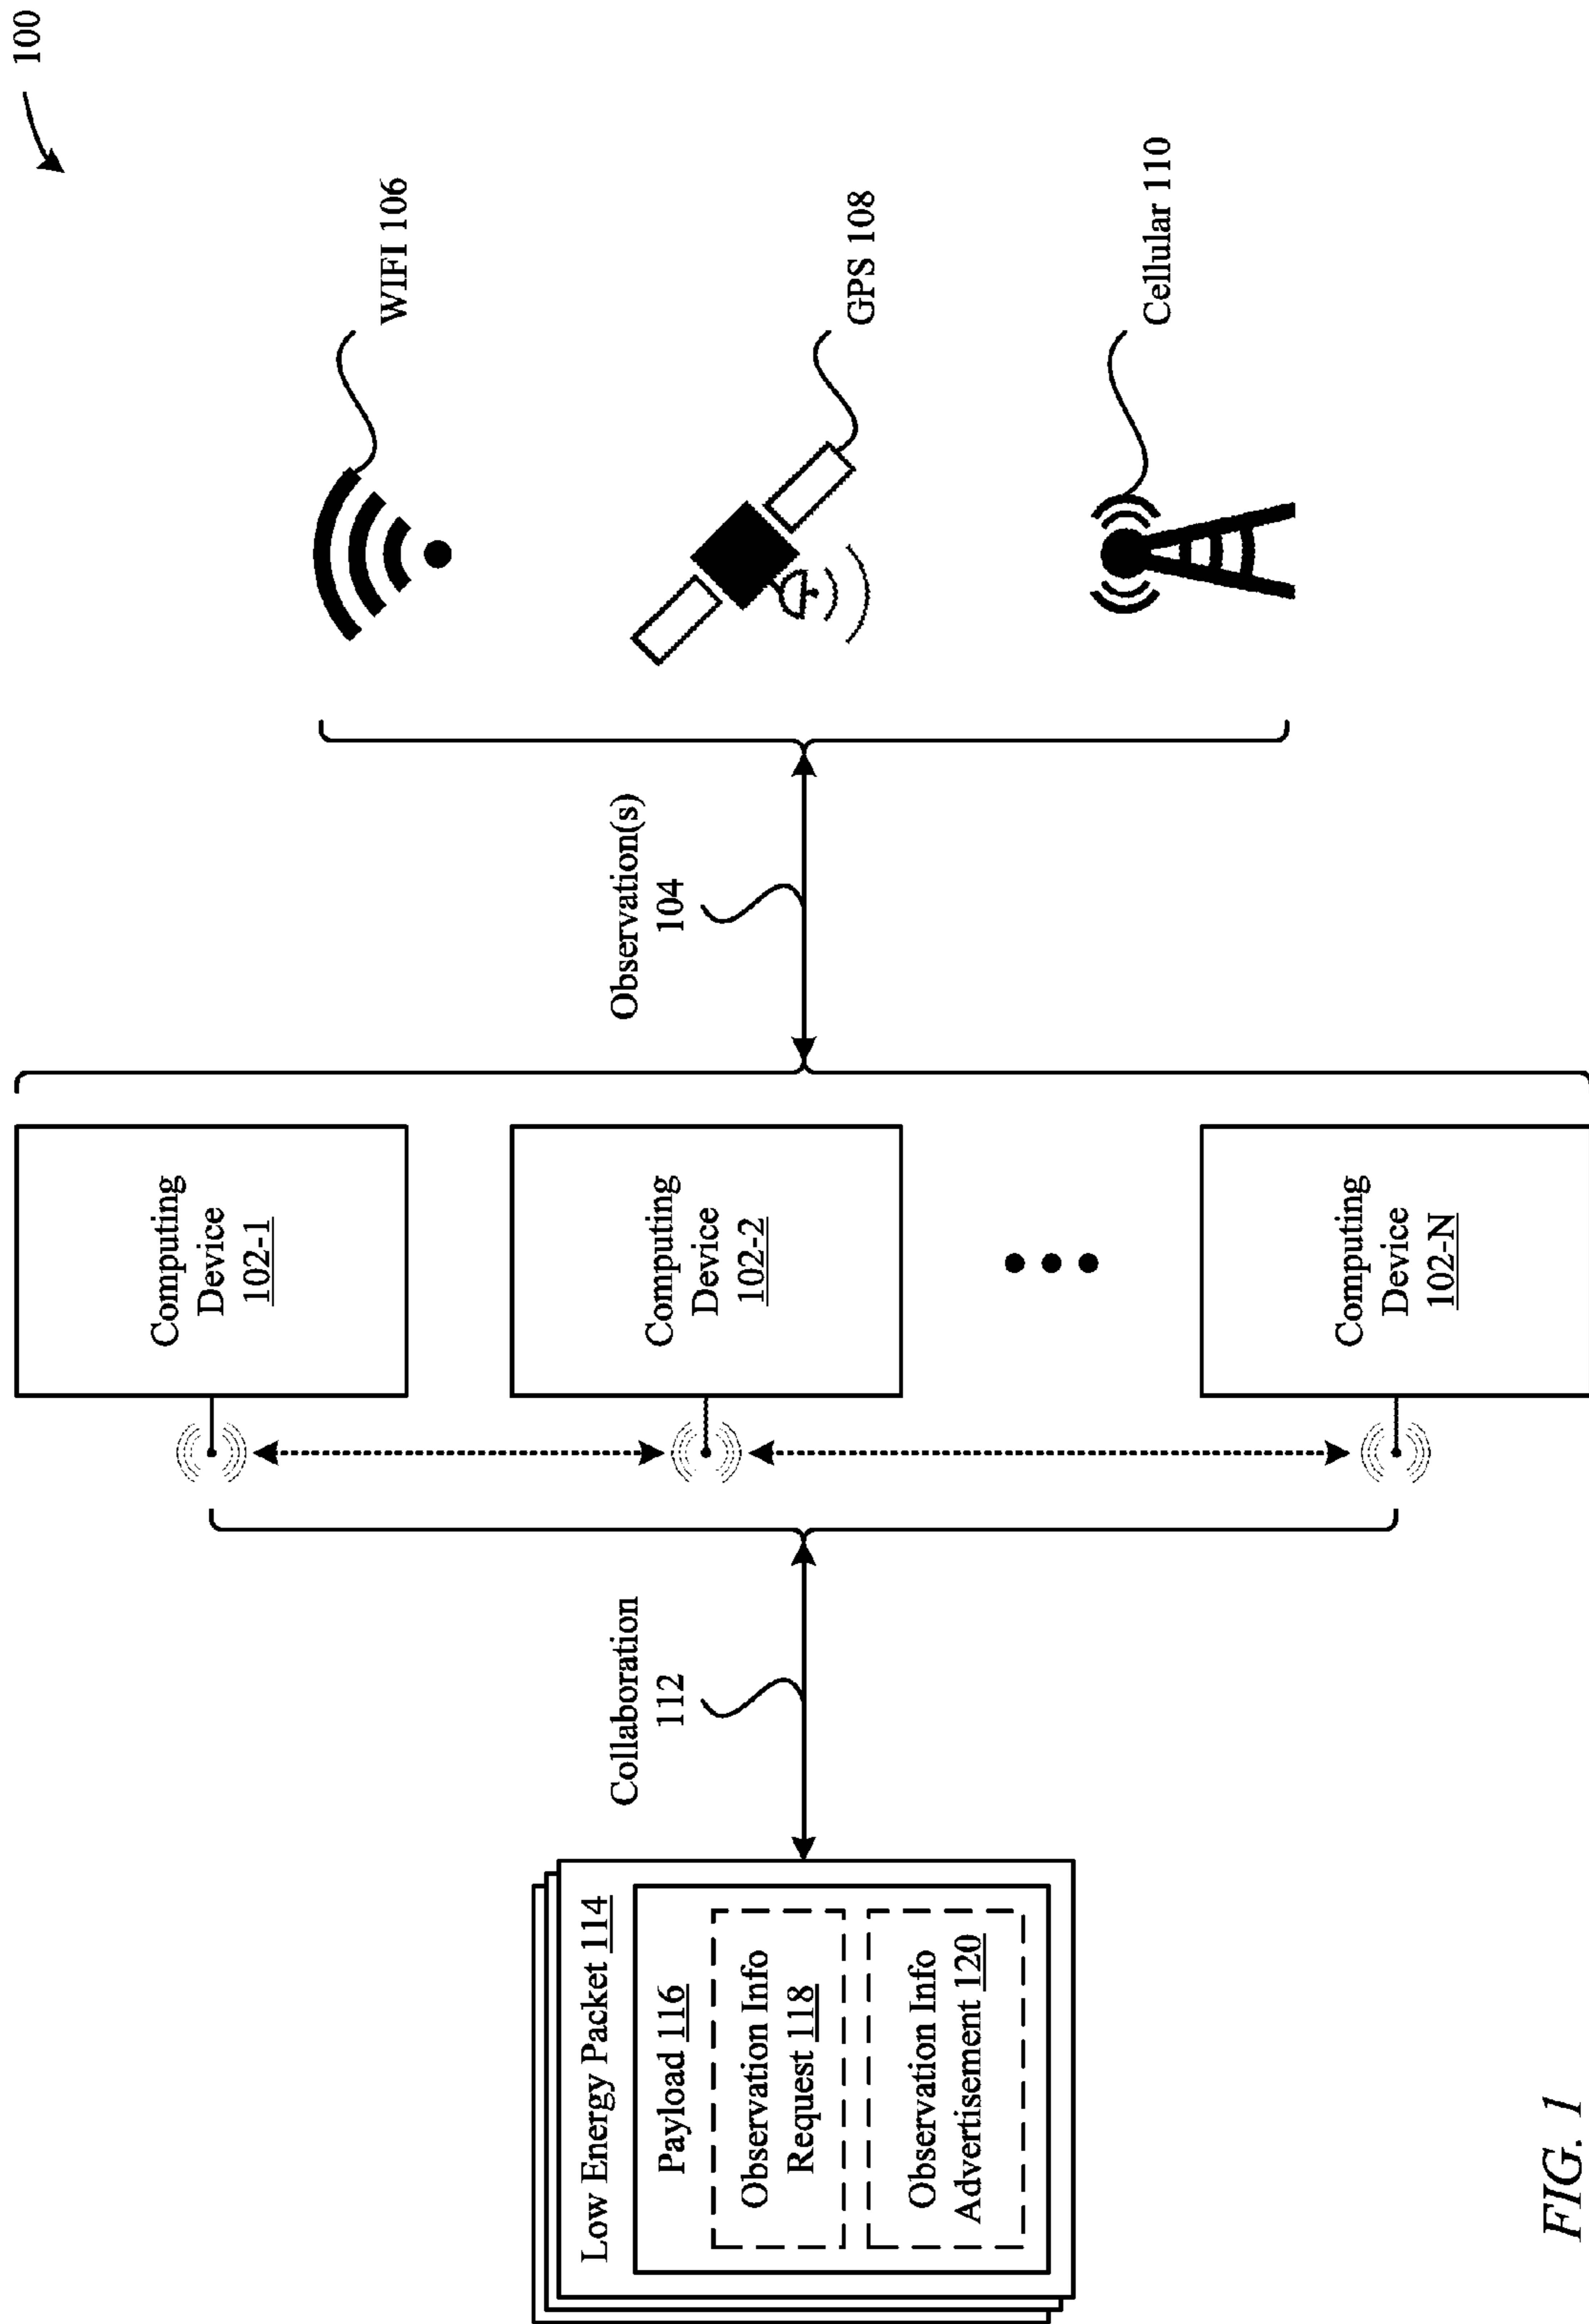 100
Low Energy Packet 114
Payload 116
Observation Info
Request 118
Observation Info
Advertisement 120
Collaboration
112
Computing
Device
102-1
Computing
Device
102-2
Computing
Device
102-N
Observation(s)
104
WIFI 106
GPS 108
Cellular 110
FIG. 1